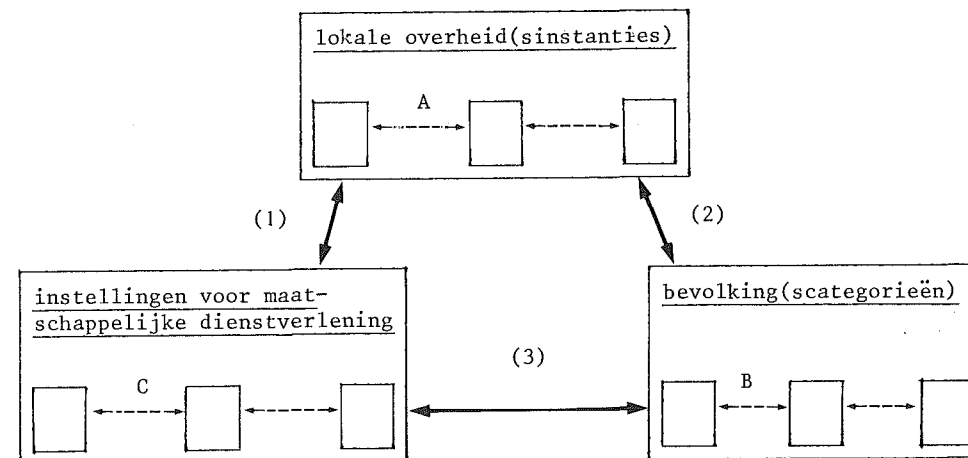 lokale overheid(sinstanties)
A
(1)
(2)
instellingen voor maat-
schappelijke dienstverlening
C
(3)
bevolking(scategorieën)
B